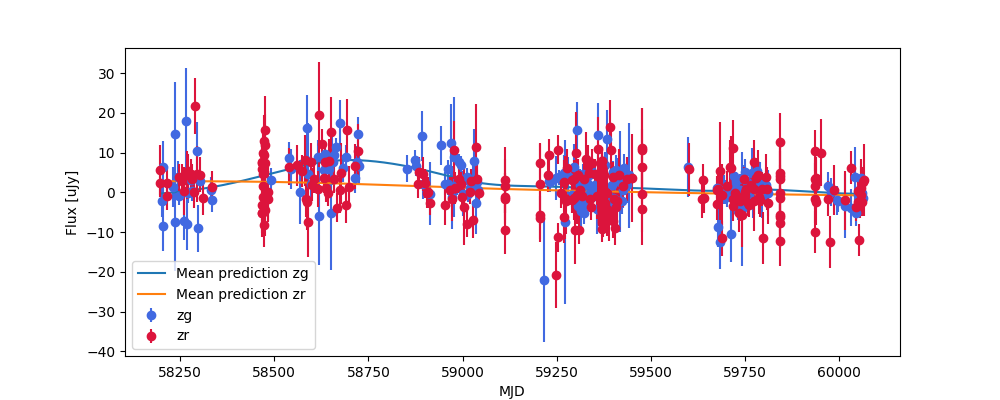 30
20
10
0
−10
−20
−30
−40
Flux [uJy]
Mean prediction zg
Mean prediction zr
zg
zr
58250 58500 58750 59000 59250 59500 59750 60000
MJD